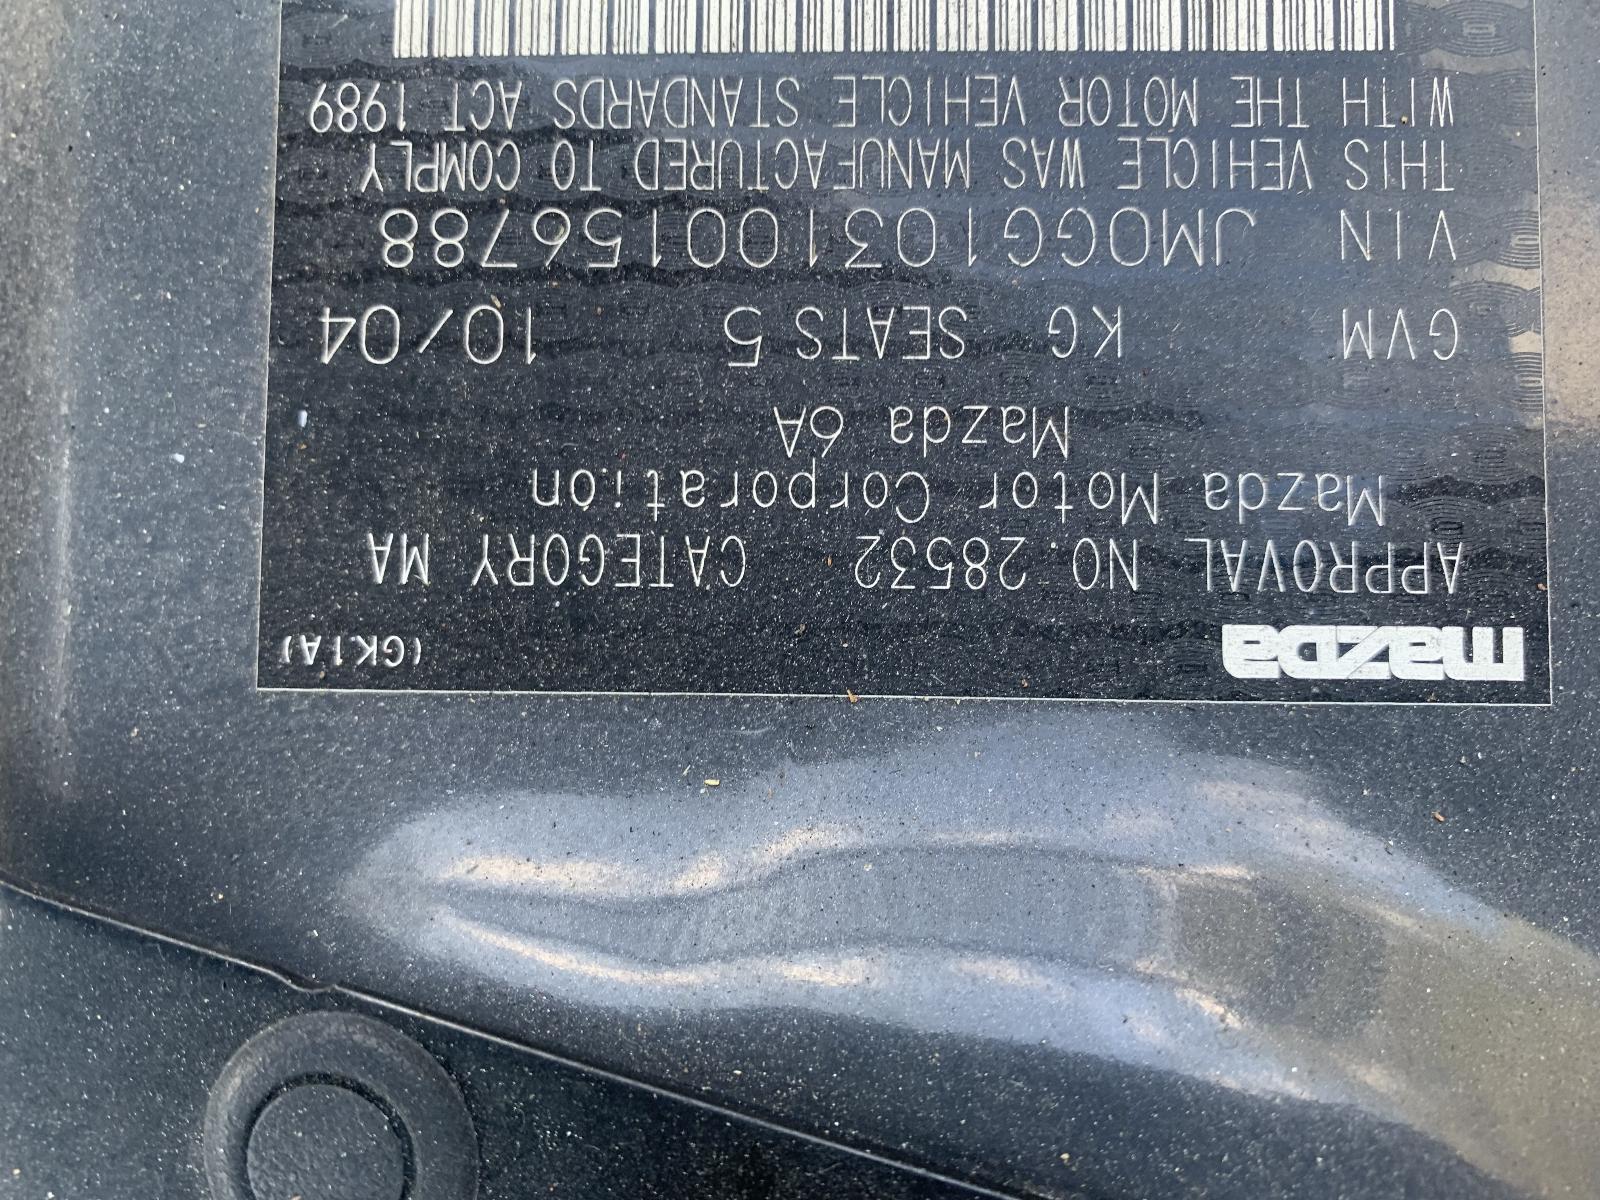 mazda (GK1A)
APPROVAL NO. 28532 CATEGORY MA
Mazda Motor Corporation
Mazda 6A
GVM KG SEATS 5 10/04
VIN JM0GG103100156788
THIS VEHICLE WAS MANUFACTURED TO COMPLY
WITH THE MOTOR VEHICLE STANDARDS ACT 1989